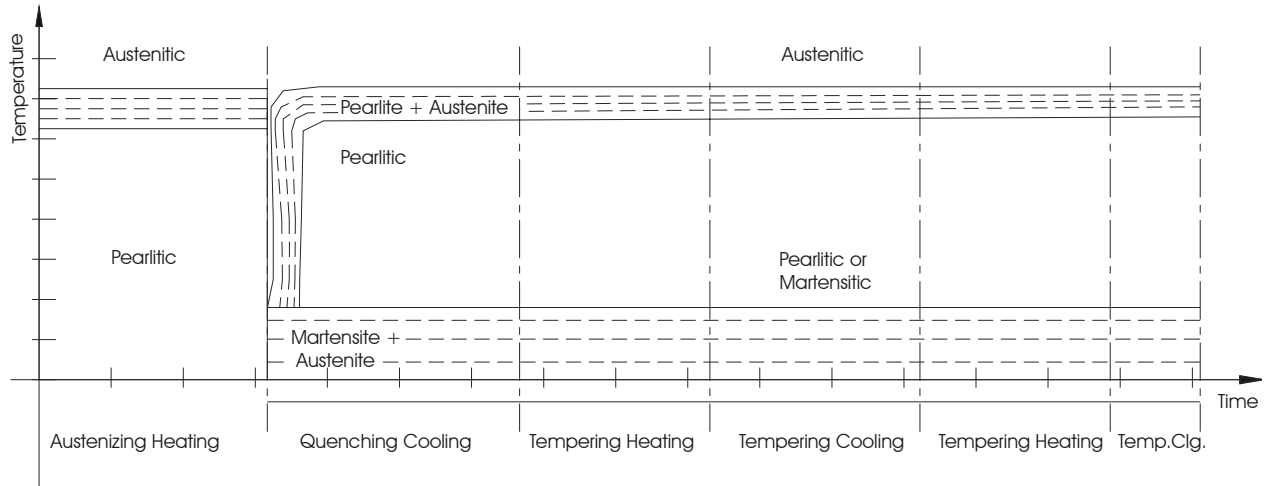 Temperature
Austenitic
Austenitic
Pearlite + Austenite
Pearlitic
Pearlitic
Pearlitic or
Martensitic
Martensite +
Austenite
Time
Austenizing Heating
Quenching Cooling
Tempering Heating
Tempering Cooling
Tempering Heating
Temp.Clg.